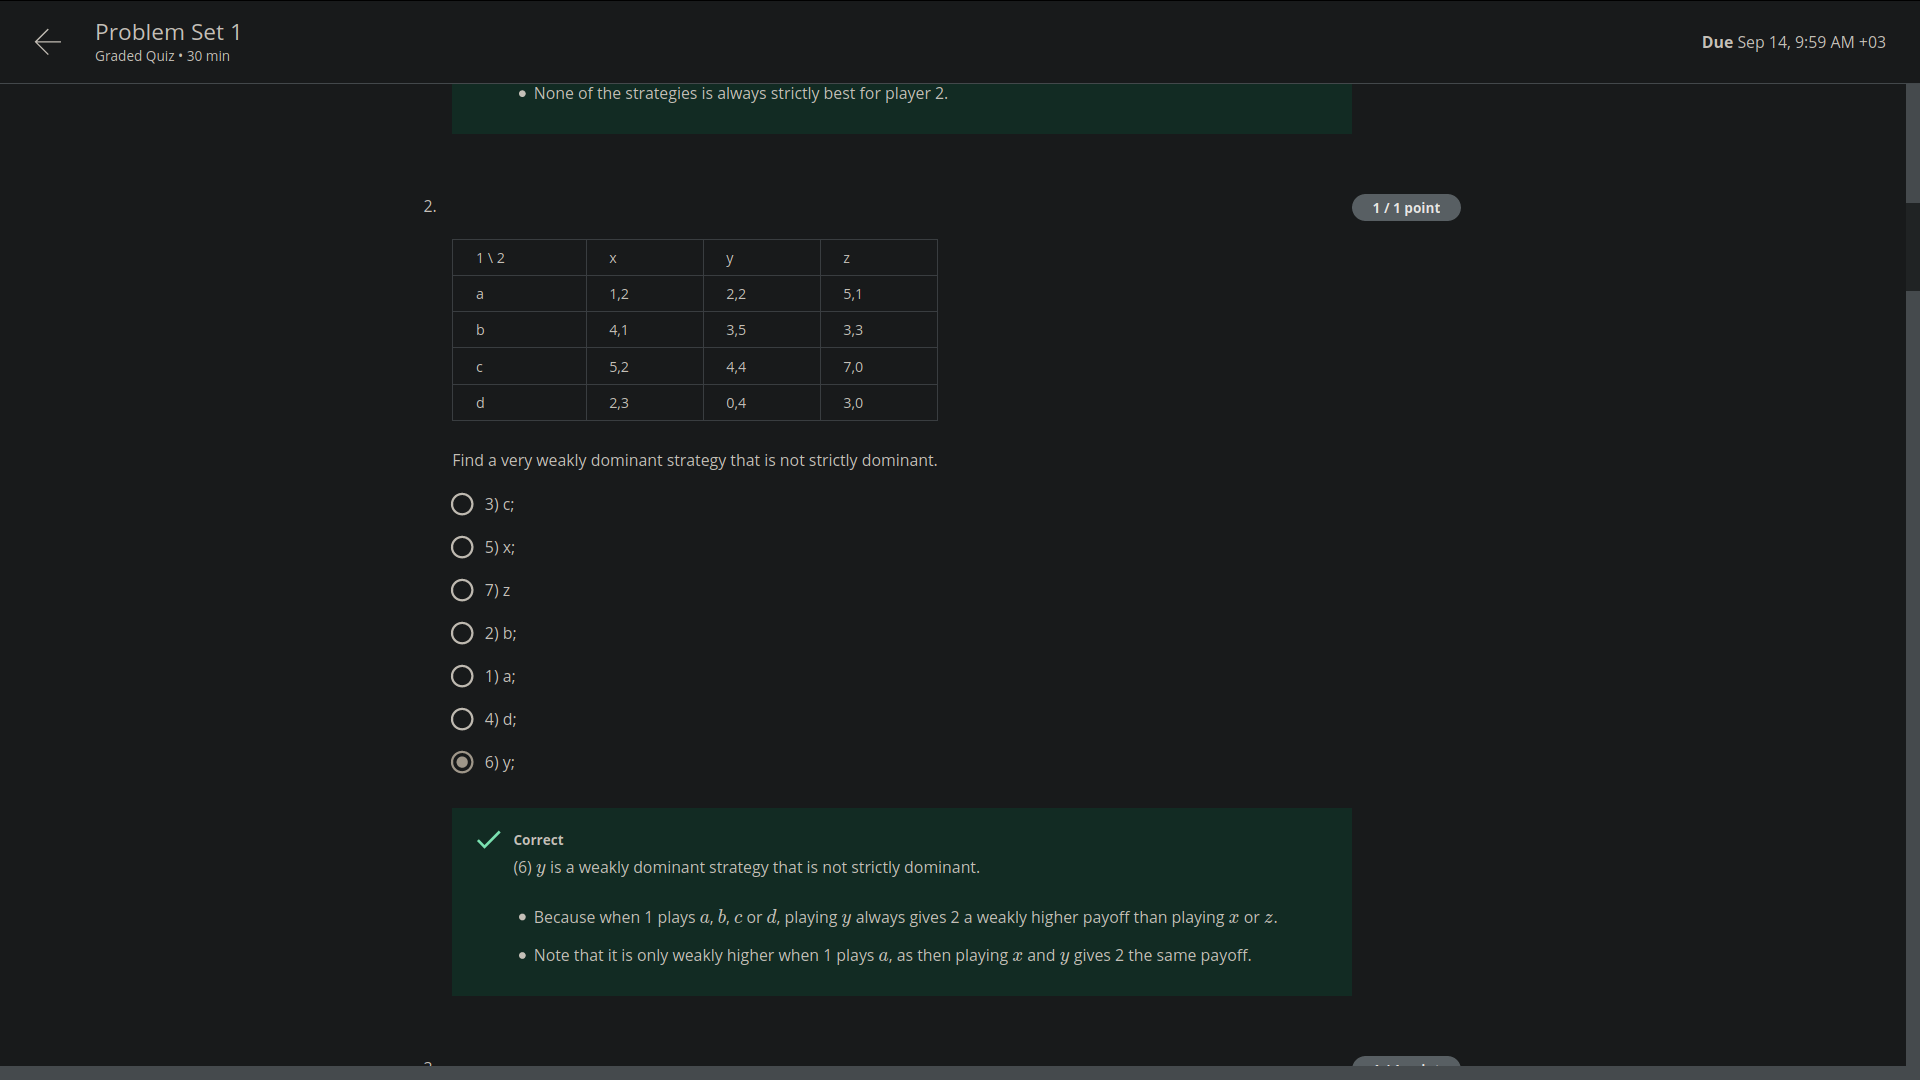 Problem Set 1
Graded Quiz • 30 min
Due Sep 14, 9:59 AM +03
• None of the strategies is always strictly best for player 2.
2.
1 / 1 point
1 \ 2 x y z
a 1,2 2,2 5,1
b 4,1 3,5 3,3
c 5,2 4,4 7,0
d 2,3 0,4 3,0
Find a very weakly dominant strategy that is not strictly dominant.
3) c;
5) x;
7) z
2) b;
1) a;
4) d;
6) y;
Correct
(6) y is a weakly dominant strategy that is not strictly dominant.
• Because when 1 plays a, b, c or d, playing y always gives 2 a weakly higher payoff than playing x or z.
• Note that it is only weakly higher when 1 plays a, as then playing x and y gives 2 the same payoff.